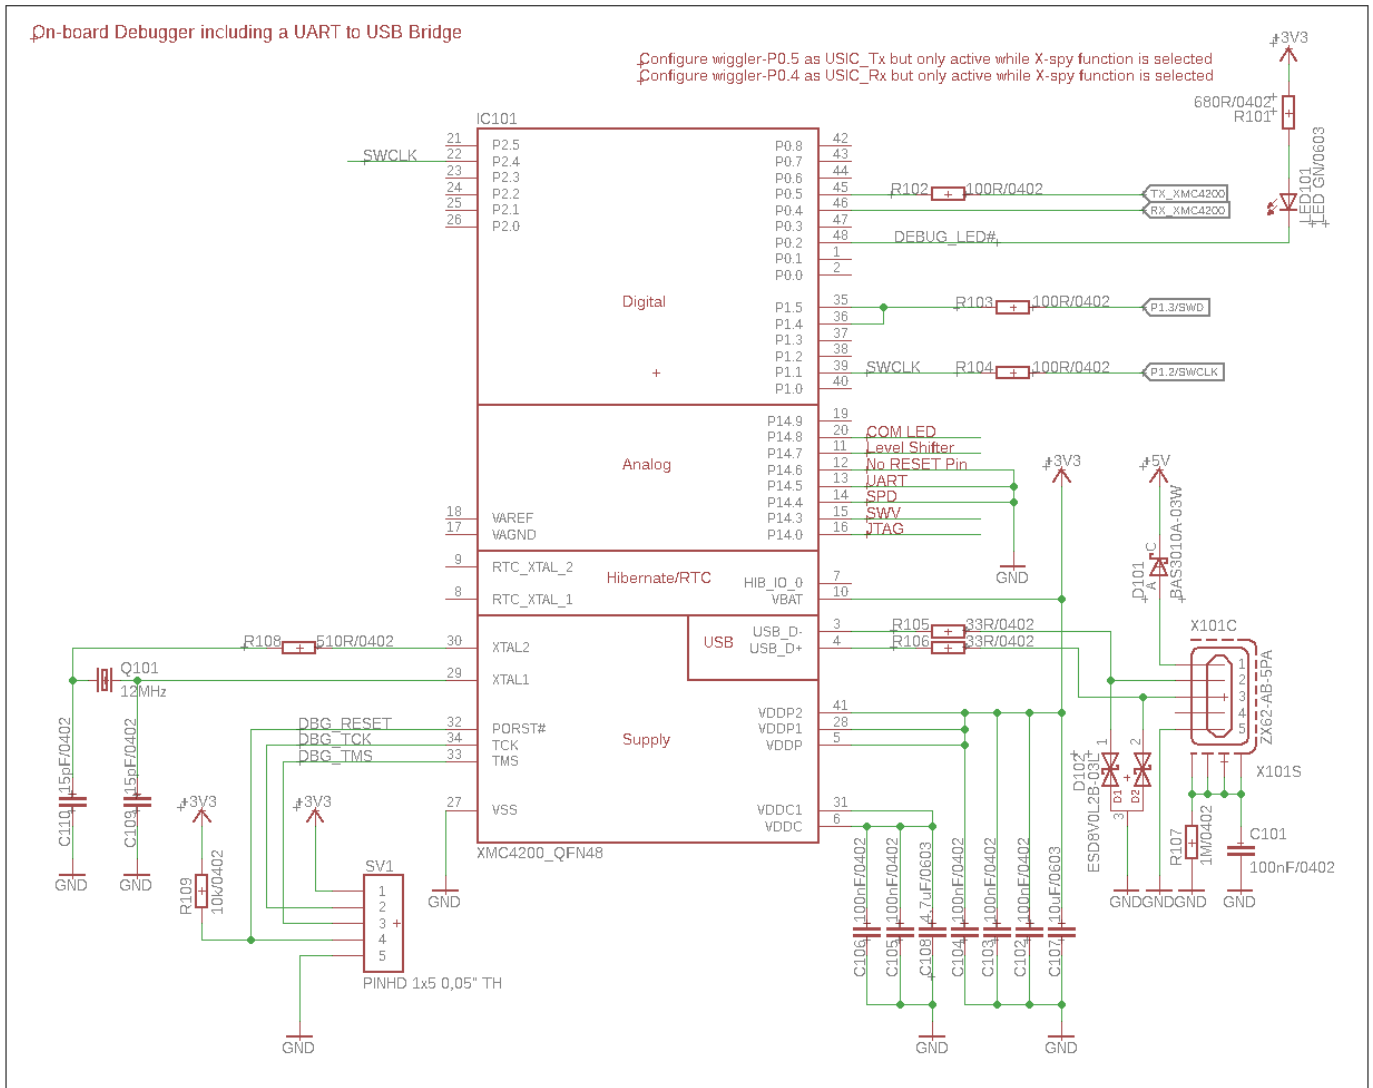 On-board Debugger including a UART to USB Bridge
Configure wiggler-P0.5 as USIC_Tx but only active while X-spy function is selected
Configure wiggler-P0.4 as USIC_Rx but only active while X-spy function is selected
+3V3
680R/0402
R101
LED101
LED GN/0603
IC101
21 P2.5
SWCLK 22 P2.4
23 P2.3
24 P2.2
25 P2.1
26 P2.0
P0.8 42
P0.7 43
P0.6 44
P0.5 45 R102 100R/0402 TX_XMC4200
P0.4 46 RX_XMC4200
P0.3 47
P0.2 48 DEBUG_LED#
P0.1 1
P0.0 2
Digital
P1.5 35 R103 100R/0402 P1.3/SWD
P1.4 36
P1.3 37
P1.2 38
P1.1 39 SWCLK R104 100R/0402 P1.2/SWCLK
P1.0 40
Analog
P14.9 19
P14.8 20 COM LED
P14.7 11 Level Shifter
P14.6 12 No RESET Pin
P14.5 13 UART
P14.4 14 SPD
P14.3 15 SWV
P14.0 16 JTAG
GND
18 VAREF
17 VAGND
9 RTC_XTAL_2
8 RTC_XTAL_1
Hibernate/RTC
HIB_IO_0 7
VBAT 10
+3V3
+5V
D101
A
C
BAS3010A-03W
USB
USB_D- 3 R105 33R/0402
USB_D+ 4 R106 33R/0402
X101C
1
2
3
4
5
ZX62-AB-5PA
X101S
R108 510R/0402 30 XTAL2
Q101
12MHz
29 XTAL1
DBG_RESET 32 PORST#
DBG_TCK 34 TCK
DBG_TMS 33 TMS
Supply
VDDP2 41
VDDP1 28
VDDP 5
27 VSS
VDDC1 31
VDDC 6
XMC4200_QFN48
C110 15pF/0402
C109 15pF/0402
GND
GND
+3V3
R109
10k/0402
+3V3
SV1
1
2
3
4
5
PINHD 1x5 0,05" TH
GND
GND
C106 100nF/0402
C105 100nF/0402
C108 4,7uF/0603
C104 100nF/0402
C103 100nF/0402
C102 100nF/0402
C107 10uF/0603
GND
GND
D102
ESD8V0L2B-03L
1
2
D1
D2
3
R107
1M/0402
C101
100nF/0402
GND
GND
GND
GND